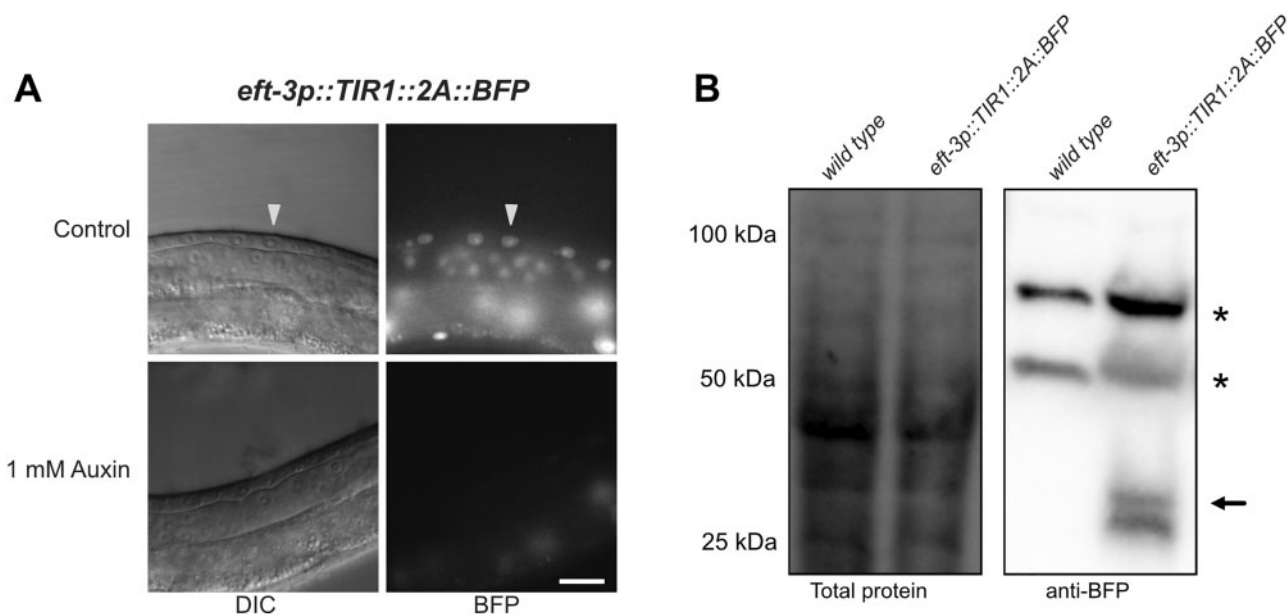 A
eft-3p::TIR1::2A::BFP
Control
1 mM Auxin
DIC
BFP
B
wild type
eft-3p::TIR1::2A::BFP
wild type
eft-3p::TIR1::2A::BFP
100 kDa
50 kDa
25 kDa
*
*
Total protein
anti-BFP